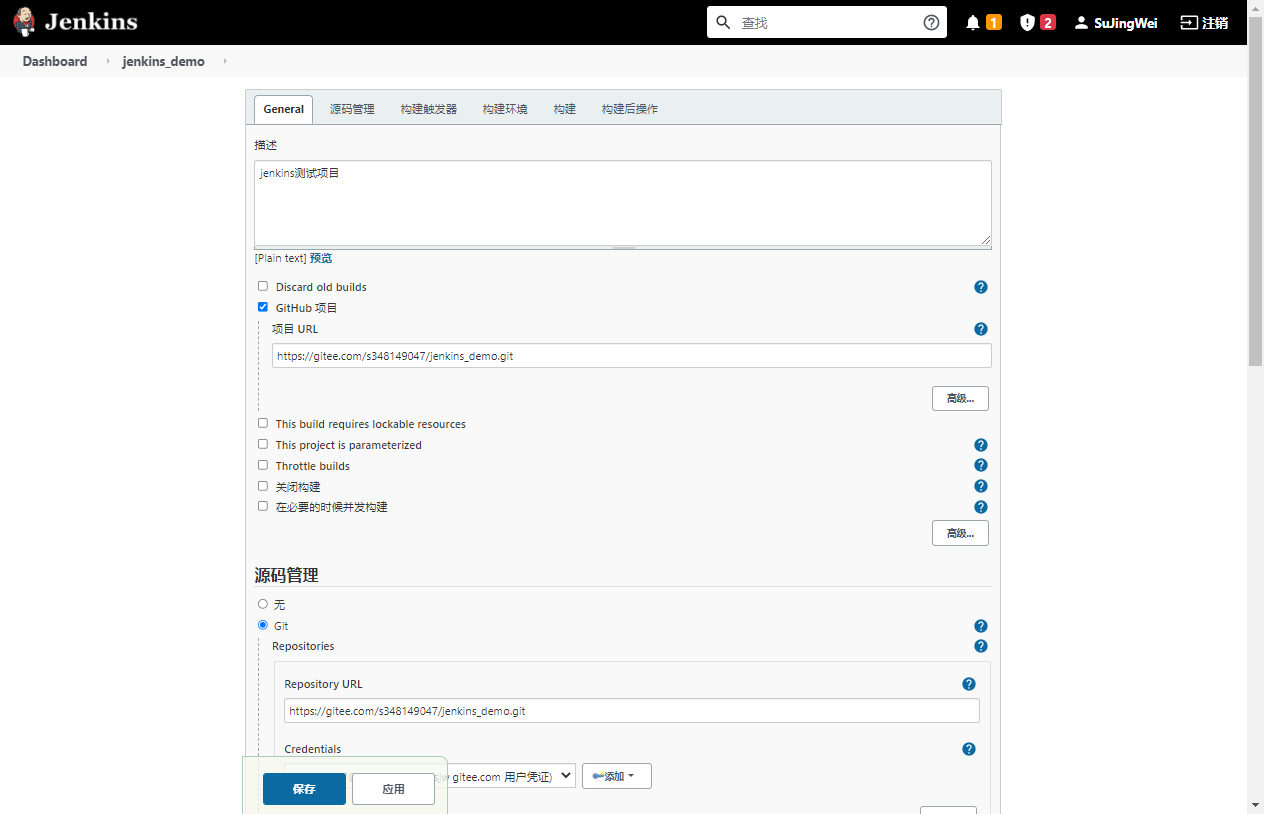 Jenkins
查找
1
2
SuJingWei
注销
Dashboard
jenkins_demo
General
源码管理
构建触发器
构建环境
构建
构建后操作
描述
jenkins测试项目
[Plain text] 预览
Discard old builds
GitHub 项目
项目 URL
https://gitee.com/s348149047/jenkins_demo.git
高级...
This build requires lockable resources
This project is parameterized
Throttle builds
关闭构建
在必要的时候并发构建
高级...
源码管理
无
Git
Repositories
Repository URL
https://gitee.com/s348149047/jenkins_demo.git
Credentials
gitee.com 用户凭证)
添加
保存
应用